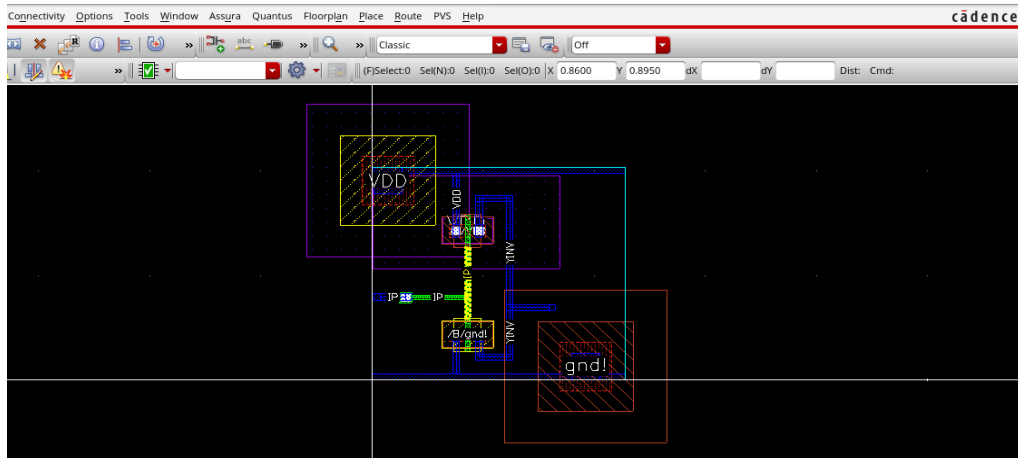 Connectivity Options Tools Window Assura Quantus Floorplan Place Route PVS Help cādence
R i abc » » » Classic Off
» (F)Select:0 Sel(N):0 Sel(I):0 Sel(O):0 X 0.8600 Y 0.8950 dX dY Dist: Cmd:
VDD
VDD
YINV
IP
IP IP
YINV
/B/gnd!
gnd!